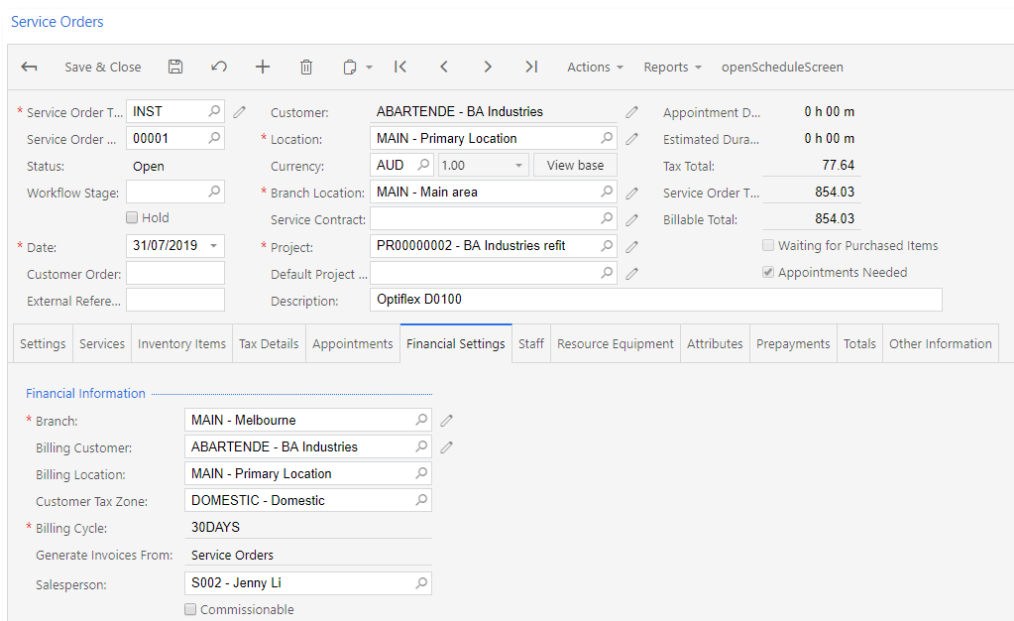 Service Orders
Save & Close Actions Reports openScheduleScreen
* Service Order T... INST Customer: ABARTENDE - BA Industries Appointment D... 0 h 00 m
Service Order ... 00001 * Location: MAIN - Primary Location Estimated Dura... 0 h 00 m
Status: Open Currency: AUD 1.00 View base Tax Total: 77.64
Workflow Stage: * Branch Location: MAIN - Main area Service Order T... 854.03
Hold Service Contract: Billable Total: 854.03
* Date: 31/07/2019 * Project: PR00000002 - BA Industries refit Waiting for Purchased Items
Customer Order: Default Project ... Appointments Needed
External Refere... Description: Optiflex D0100
Settings Services Inventory Items Tax Details Appointments Financial Settings Staff Resource Equipment Attributes Prepayments Totals Other Information
Financial Information
* Branch: MAIN - Melbourne
Billing Customer: ABARTENDE - BA Industries
Billing Location: MAIN - Primary Location
Customer Tax Zone: DOMESTIC - Domestic
* Billing Cycle: 30DAYS
Generate Invoices From: Service Orders
Salesperson: S002 - Jenny Li
Commissionable